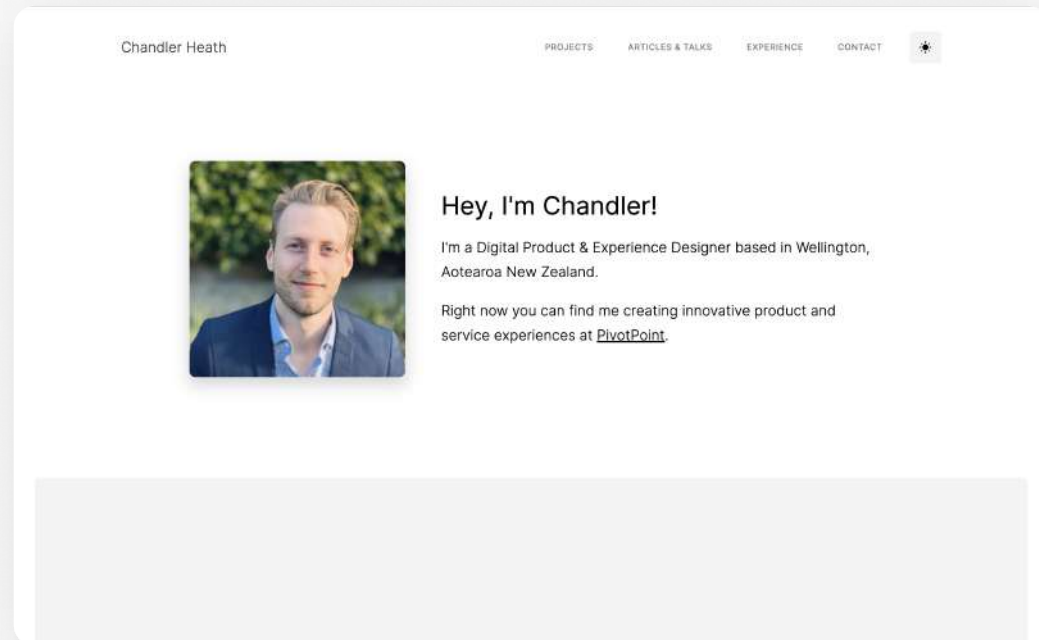 Chandler Heath
PROJECTS
ARTICLES & TALKS
EXPERIENCE
CONTACT
Hey, I'm Chandler!
I'm a Digital Product & Experience Designer based in Wellington,
Aotearoa New Zealand.
Right now you can find me creating innovative product and
service experiences at PivotPoint.